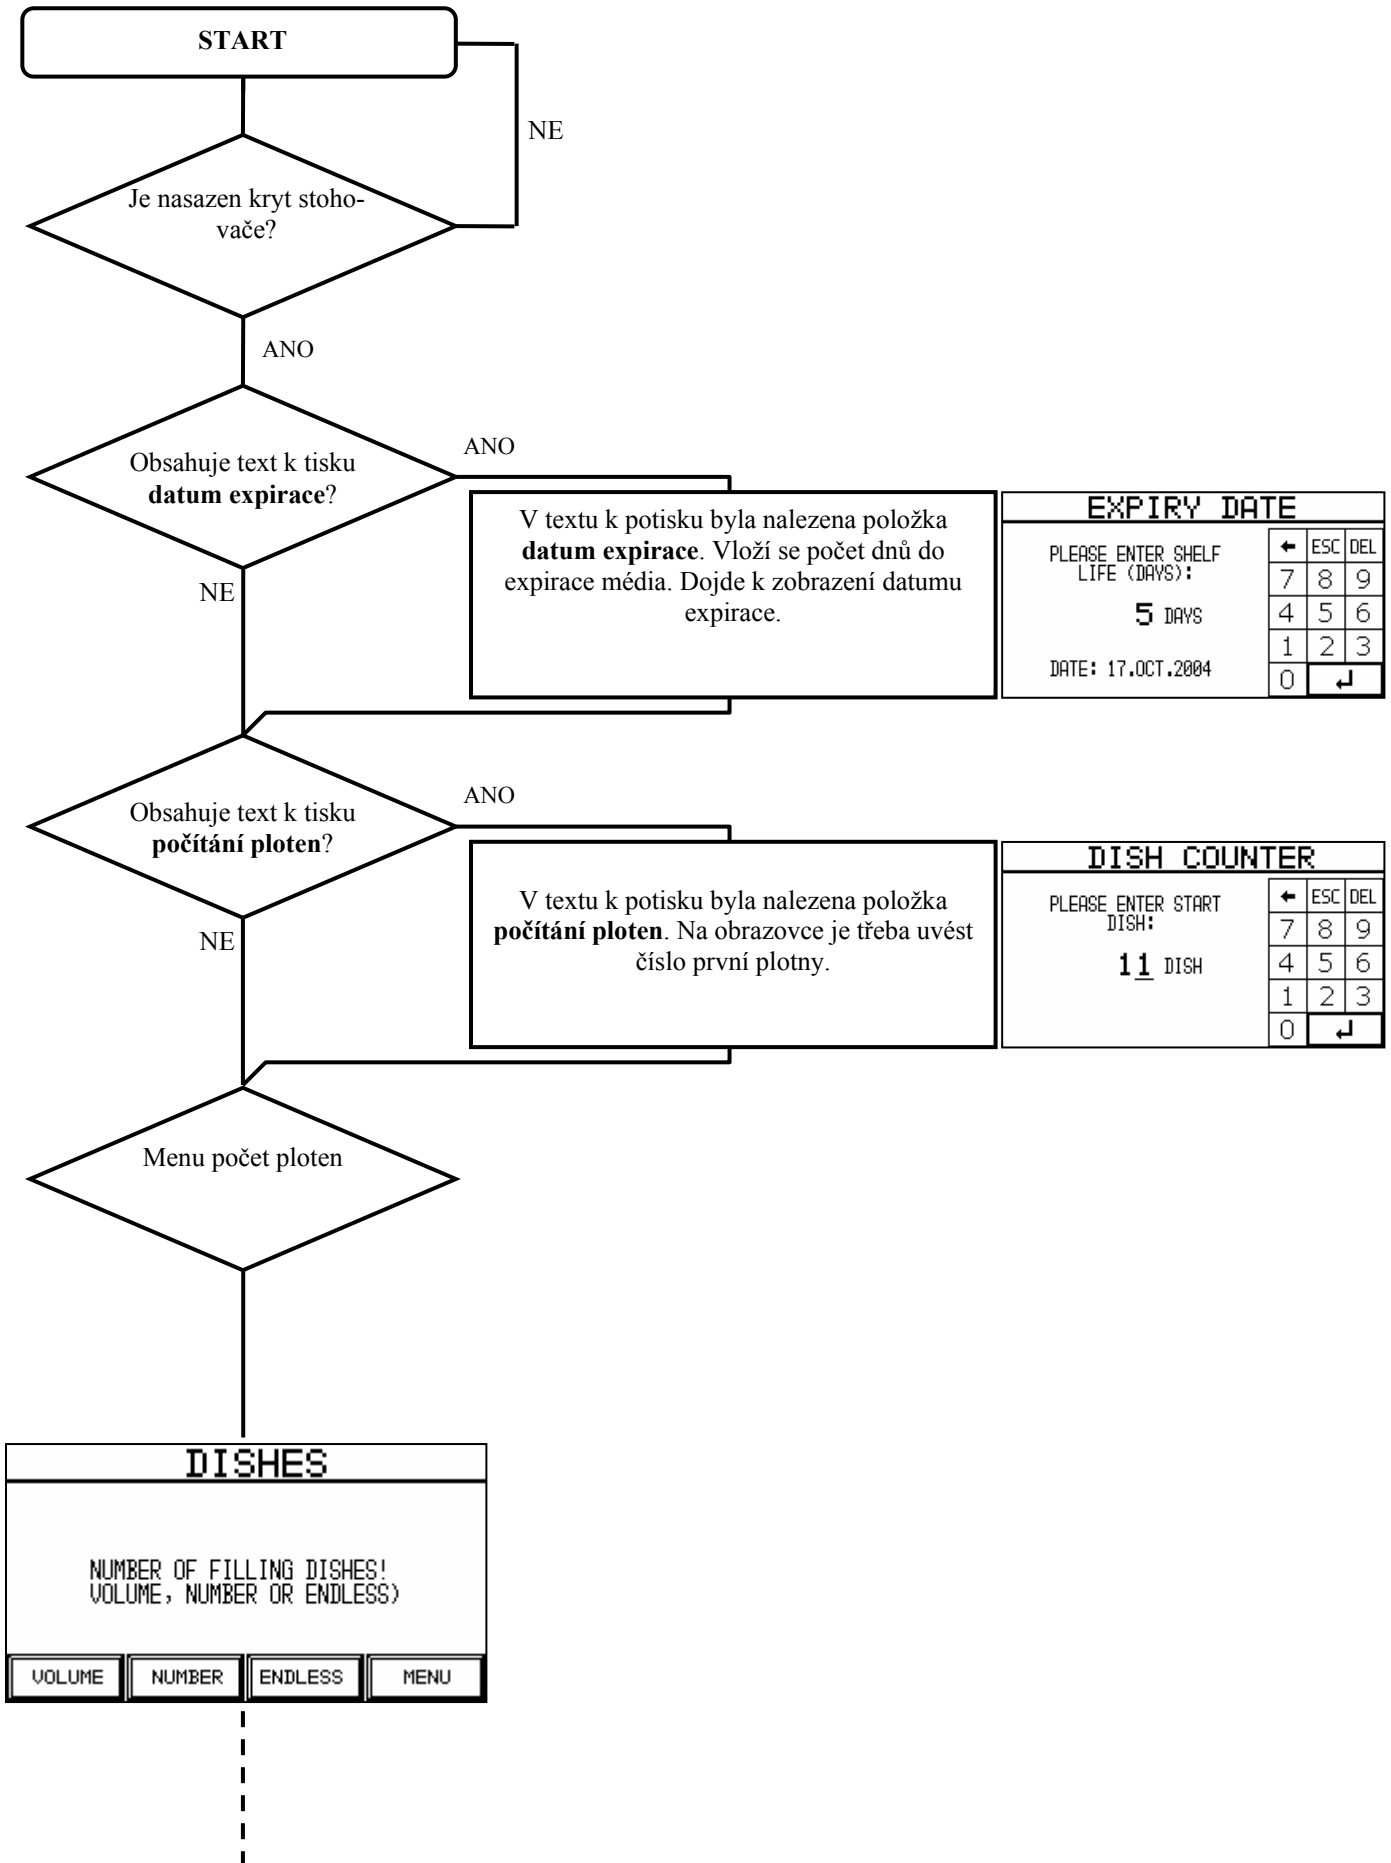 START
NE
Je nasazen kryt stoho-
vače?
ANO
Obsahuje text k tisku
datum expirace?
ANO
V textu k potisku byla nalezena položka
datum expirace. Vloží se počet dnů do
expirace média. Dojde k zobrazení datumu
expirace.
EXPIRY DATE
PLEASE ENTER SHELF
LIFE (DAYS):
5 DAYS
DATE: 17.OCT.2004
← ESC DEL
7 8 9
4 5 6
1 2 3
0 ↵
NE
Obsahuje text k tisku
počítání ploten?
ANO
V textu k potisku byla nalezena položka
počítání ploten. Na obrazovce je třeba uvést
číslo první plotny.
DISH COUNTER
PLEASE ENTER START
DISH:
11 DISH
← ESC DEL
7 8 9
4 5 6
1 2 3
0 ↵
NE
Menu počet ploten
DISHES
NUMBER OF FILLING DISHES!
VOLUME, NUMBER OR ENDLESS)
VOLUME NUMBER ENDLESS MENU